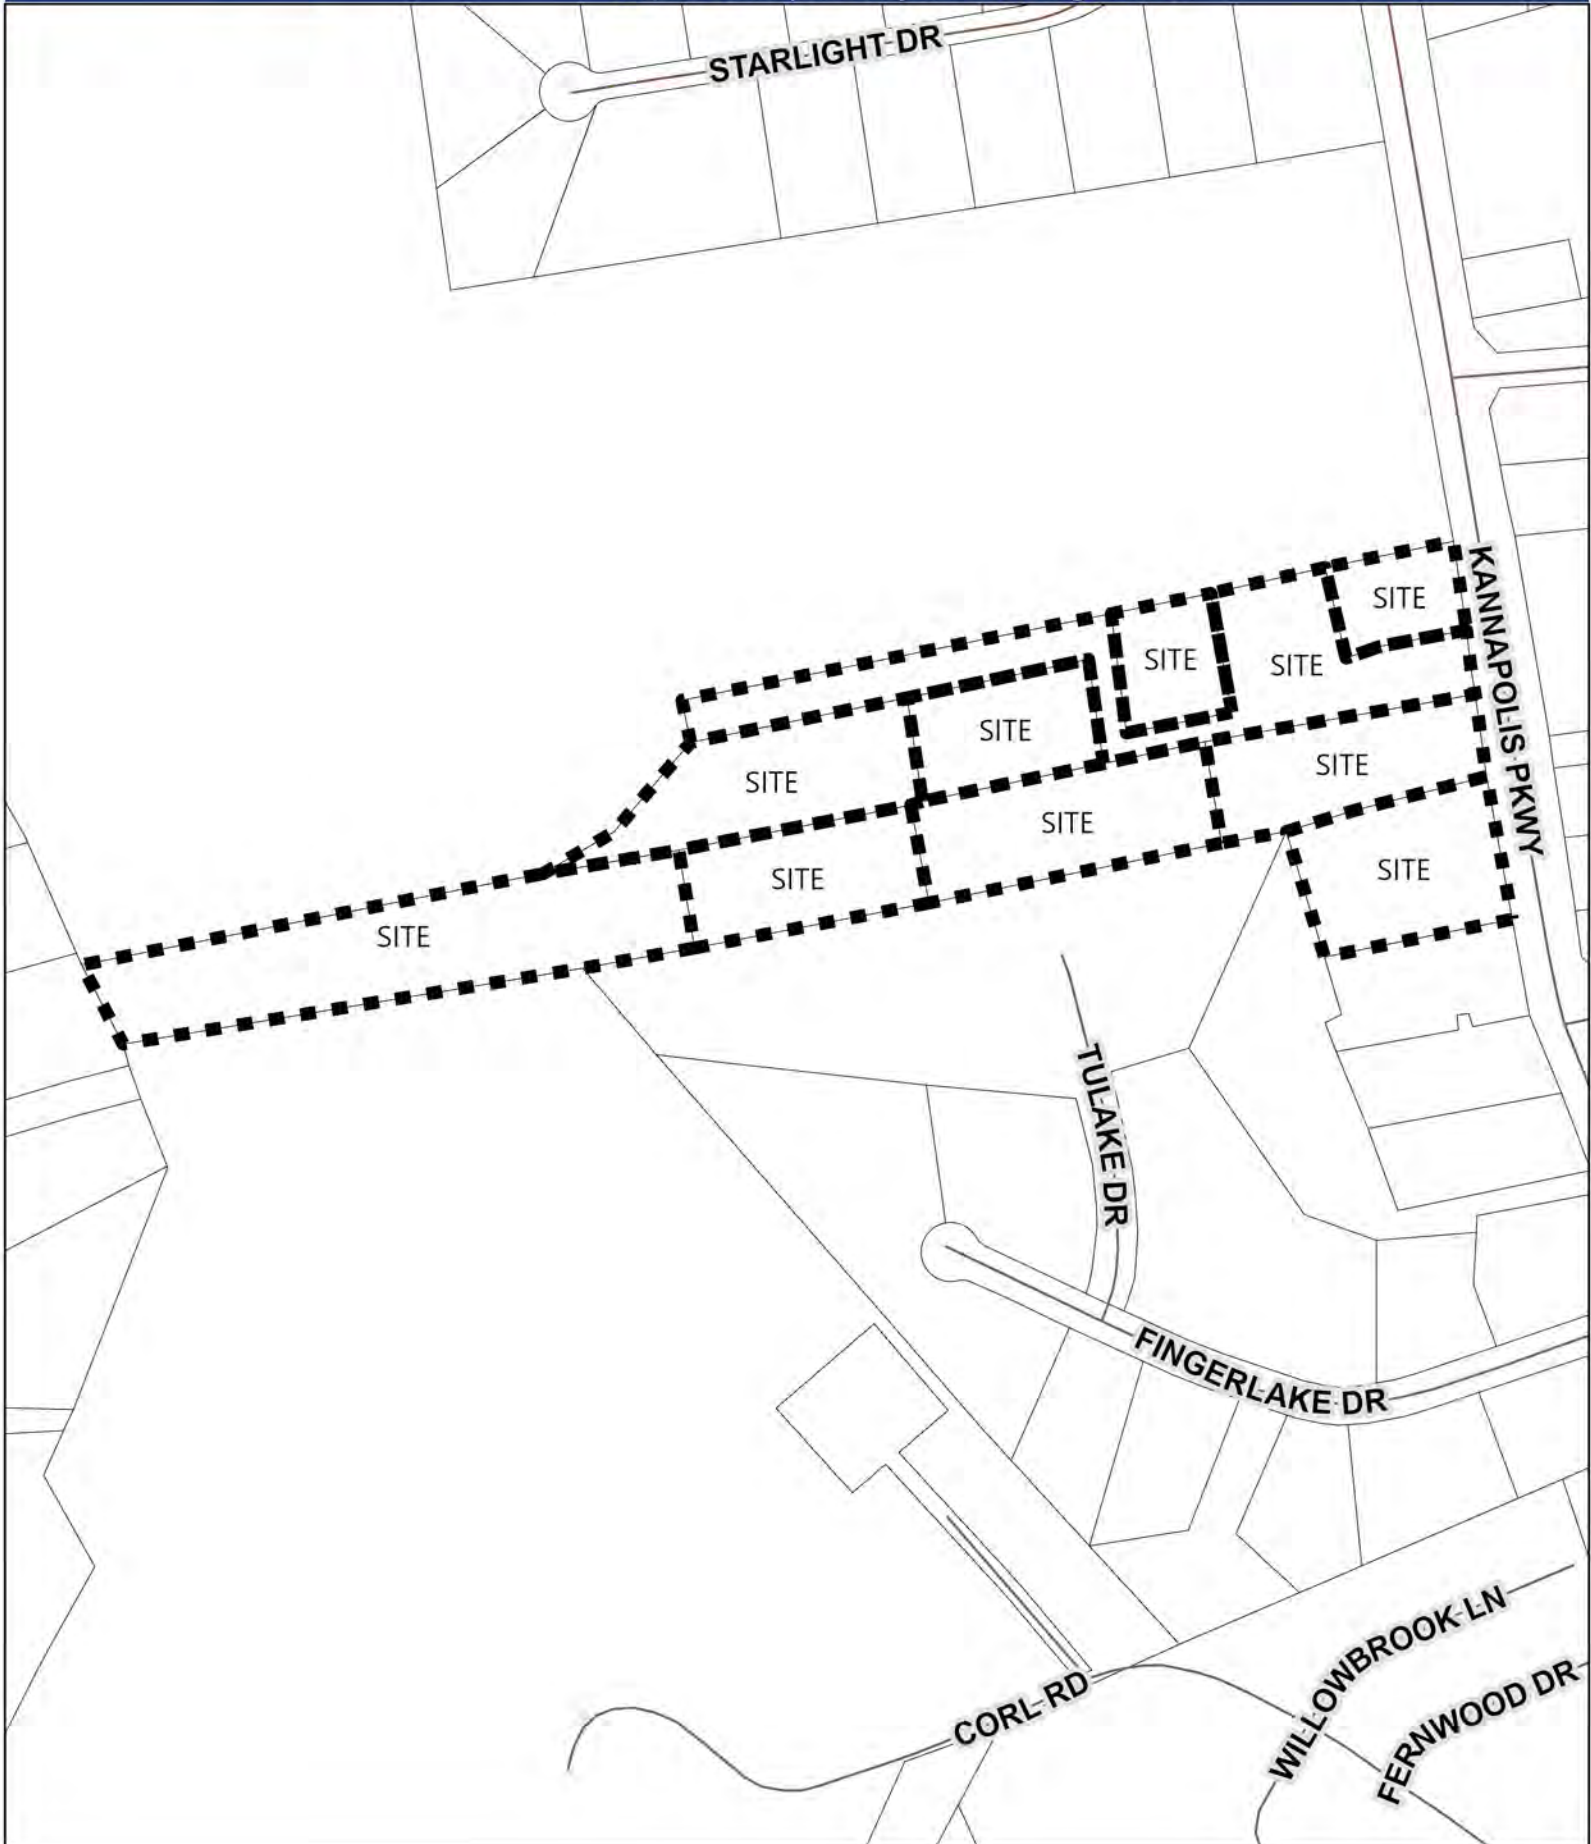 STARLIGHT DR
KANNAPOLIS PKWY
SITE
SITE
SITE
SITE
SITE
SITE
SITE
SITE
SITE
SITE
TULAKE DR
FINGERLAKE DR
WILLOWBROOK LN
FERNWOOD DR
CORL RD